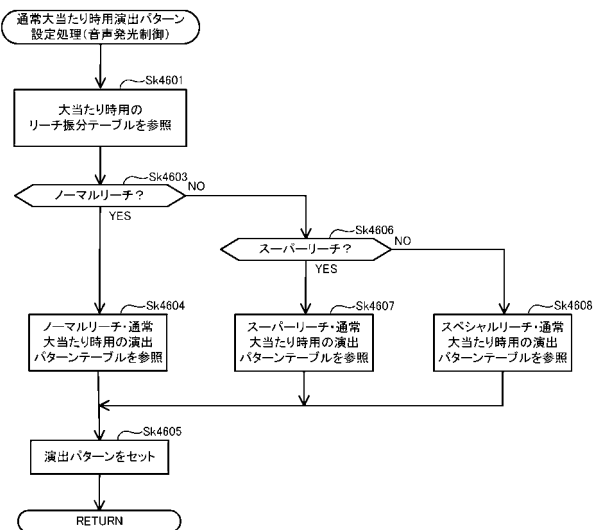 通常大当たり時用演出パターン
設定処理(音声発光制御)
Sk4601
大当たり時用の
リーチ振分テーブルを参照
Sk4603
ノーマルリーチ?
NO
YES
Sk4606
スーパーリーチ?
NO
YES
Sk4604
ノーマルリーチ・通常
大当たり時用の演出
パターンテーブルを参照
Sk4607
スーパーリーチ・通常
大当たり時用の演出
パターンテーブルを参照
Sk4608
スペシャルリーチ・通常
大当たり時用の演出
パターンテーブルを参照
Sk4605
演出パターンをセット
RETURN